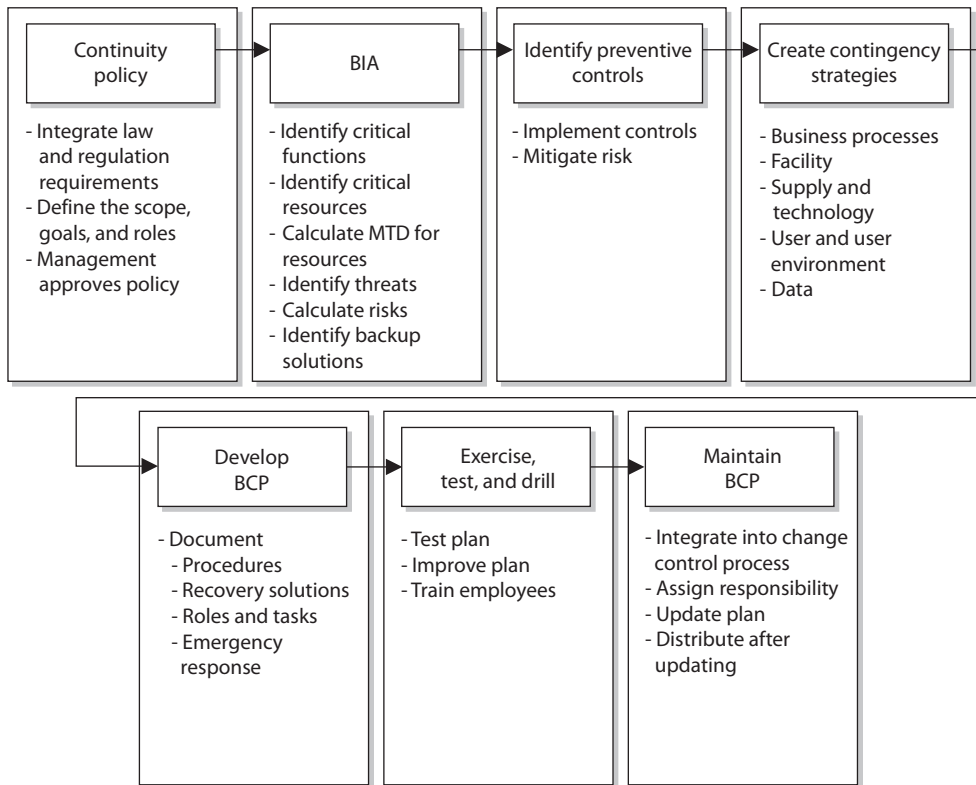 Continuity
policy
- Integrate law
and regulation
requirements
- Define the scope,
goals, and roles
- Management
approves policy
BIA
- Identify critical
functions
- Identify critical
resources
- Calculate MTD for
resources
- Identify threats
- Calculate risks
- Identify backup
solutions
Identify preventive
controls
- Implement controls
- Mitigate risk
Create contingency
strategies
- Business processes
- Facility
- Supply and
technology
- User and user
environment
- Data
Develop
BCP
- Document
- Procedures
- Recovery solutions
- Roles and tasks
- Emergency
response
Exercise,
test, and drill
- Test plan
- Improve plan
- Train employees
Maintain
BCP
- Integrate into change
control process
- Assign responsibility
- Update plan
- Distribute after
updating